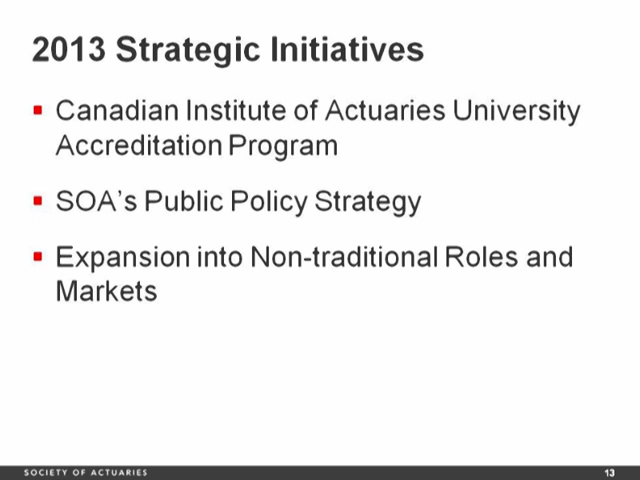 2013 Strategic Initiatives
Canadian Institute of Actuaries University
Accreditation Program
SOA's Public Policy Strategy
Expansion into Non-traditional Roles and
Markets
SOCIETY OF ACTUARIES
13